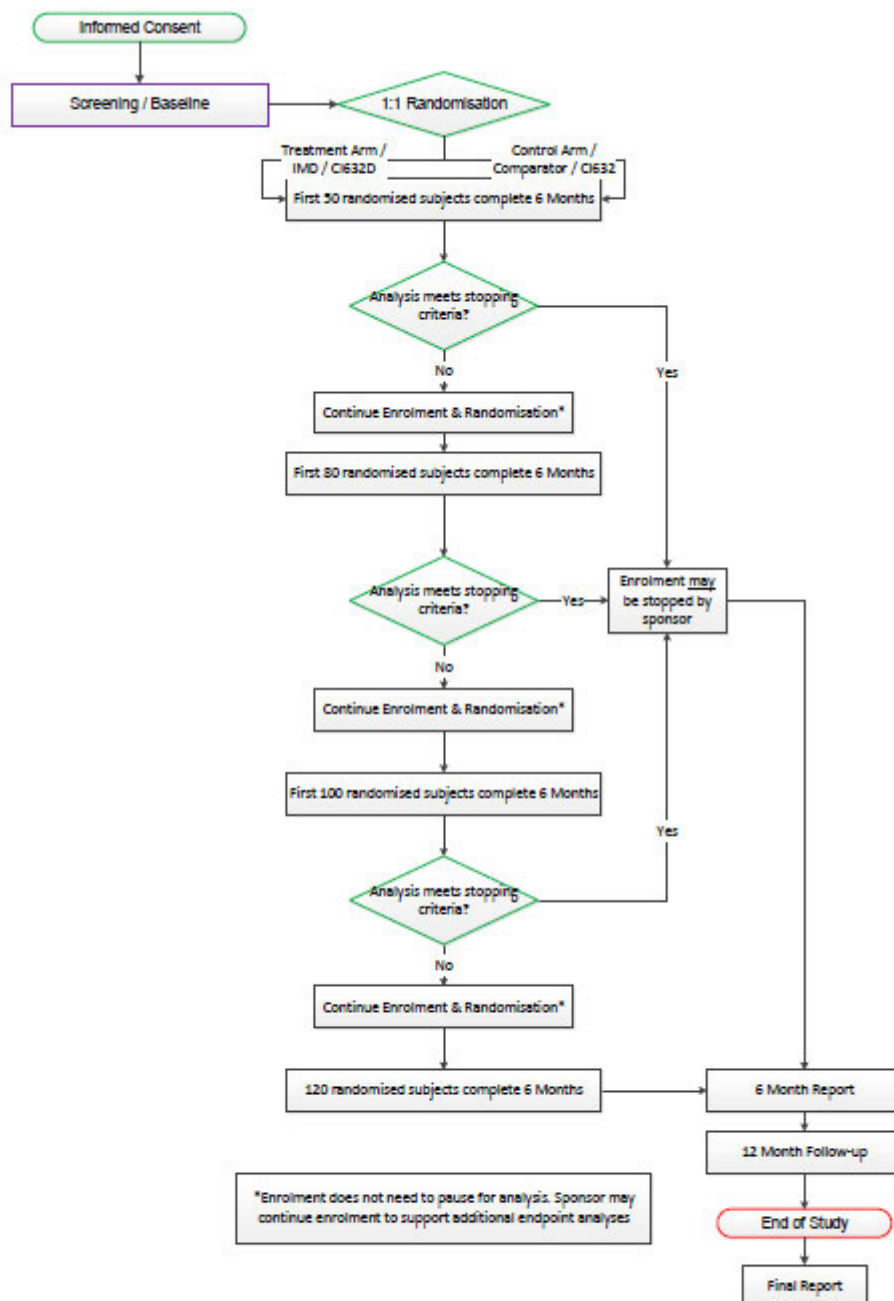 Informed Consent
Screening / Baseline
1:1 Randomisation
Treatment Arm /
IMD / CI632D
Control Arm /
Comparator / CI632
First 50 randomised subjects complete 6 Months
Analysis meets stopping
criteria?
No
Yes
Continue Enrolment & Randomisation*
First 80 randomised subjects complete 6 Months
Analysis meets stopping
criteria?
Yes
Enrolment may
be stopped by
sponsor
No
Continue Enrolment & Randomisation*
First 100 randomised subjects complete 6 Months
Yes
Analysis meets stopping
criteria?
No
Continue Enrolment & Randomisation*
120 randomised subjects complete 6 Months
6 Month Report
12 Month Follow-up
*Enrolment does not need to pause for analysis. Sponsor may
continue enrolment to support additional endpoint analyses
End of Study
Final Report